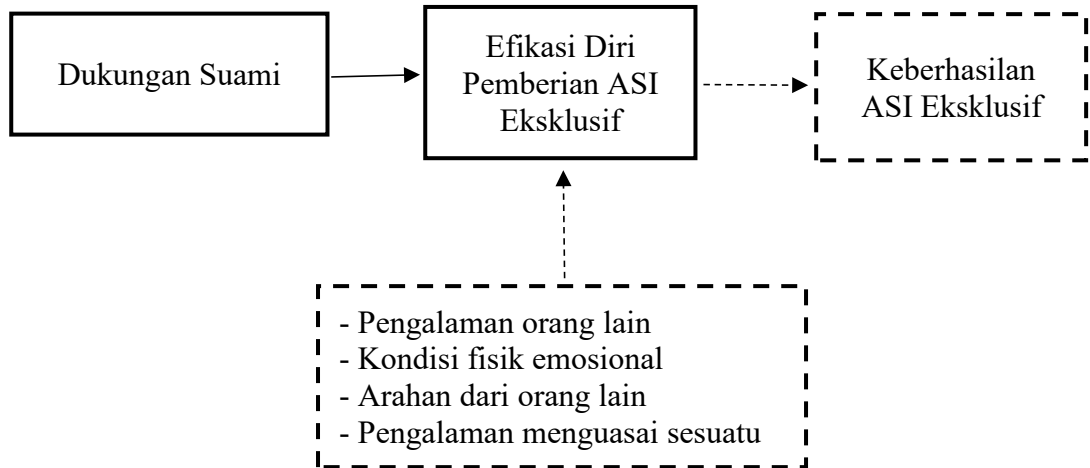 Dukungan Suami
Efikasi Diri
Pemberian ASI
Eksklusif
Keberhasilan
ASI Eksklusif
- Pengalaman orang lain
- Kondisi fisik emosional
- Arahan dari orang lain
- Pengalaman menguasai sesuatu